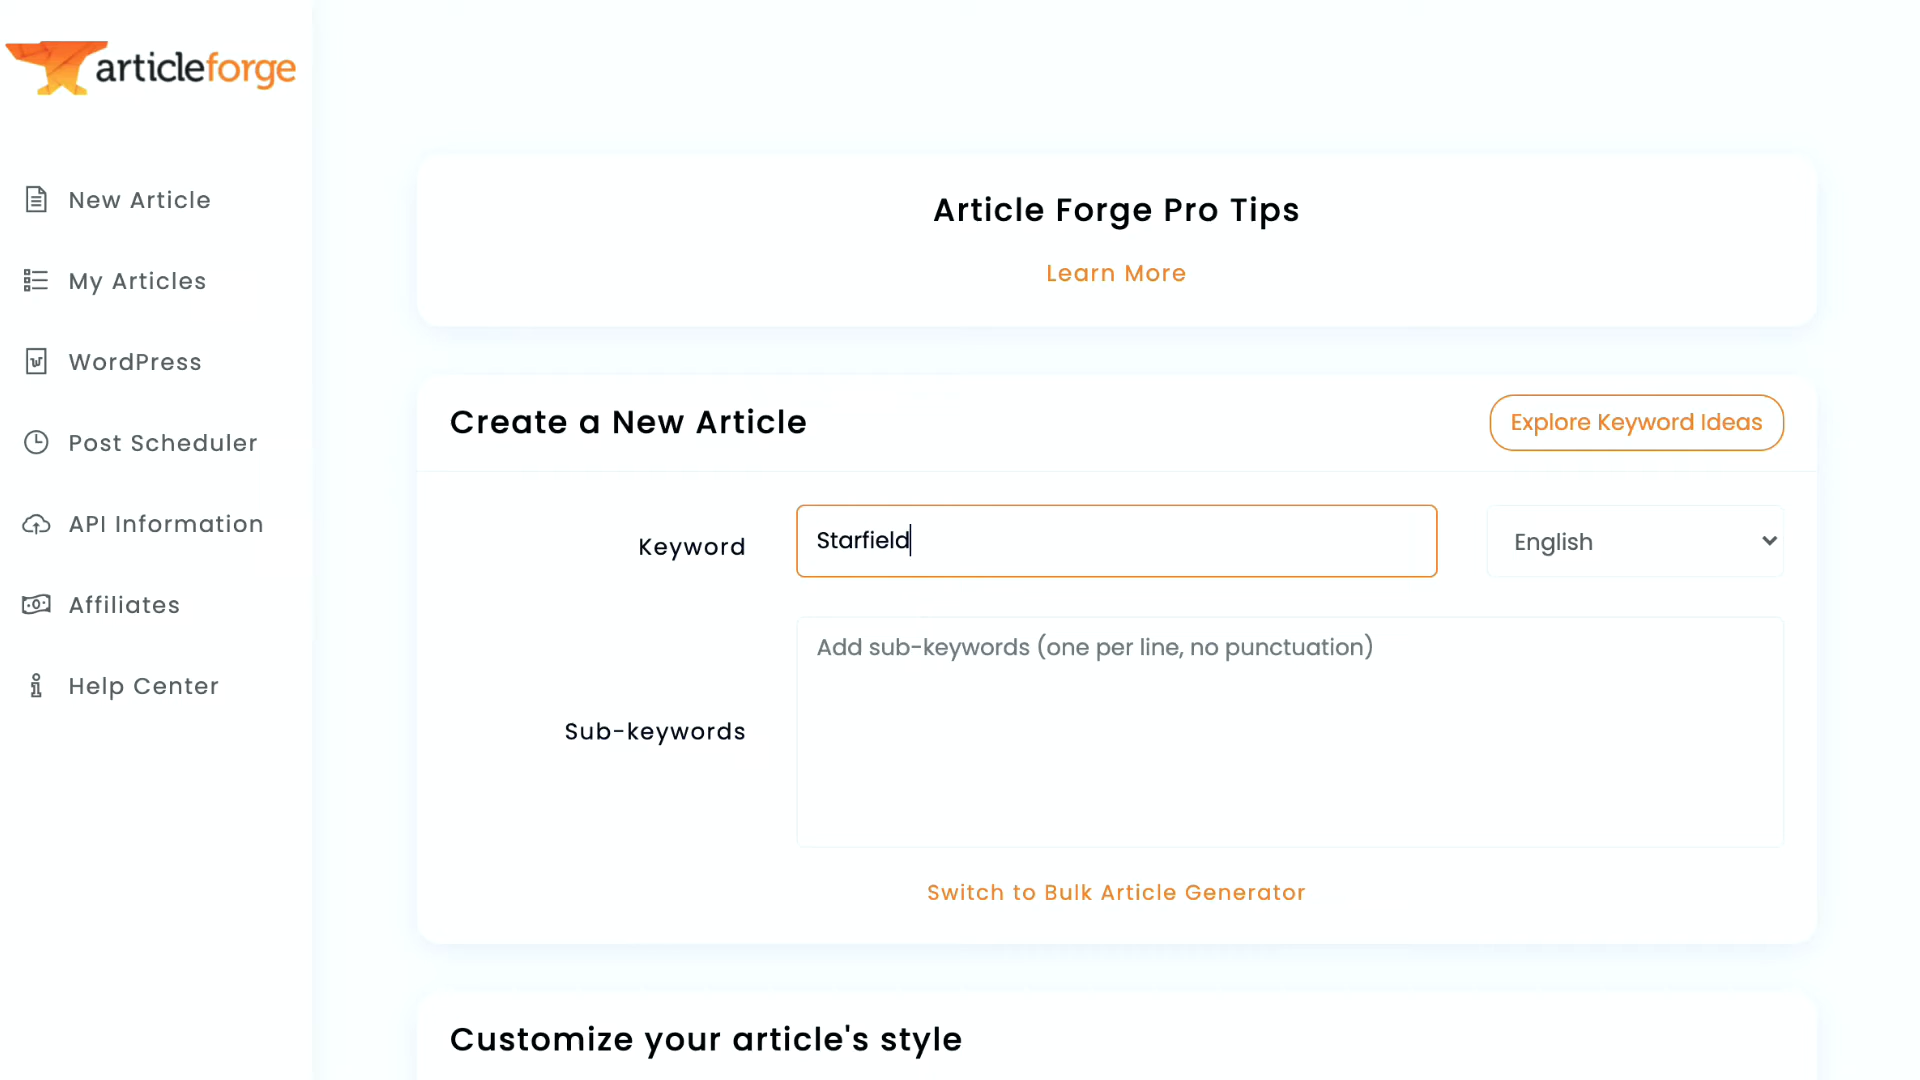 articleforge
New Article
My Articles
WordPress
Post Scheduler
API Information
Affiliates
Help Center
Article Forge Pro Tips
Learn More
Create a New Article
Explore Keyword Ideas
Keyword
Starfield
English
Sub-keywords
Add sub-keywords (one per line, no punctuation)
Switch to Bulk Article Generator
Customize your article's style